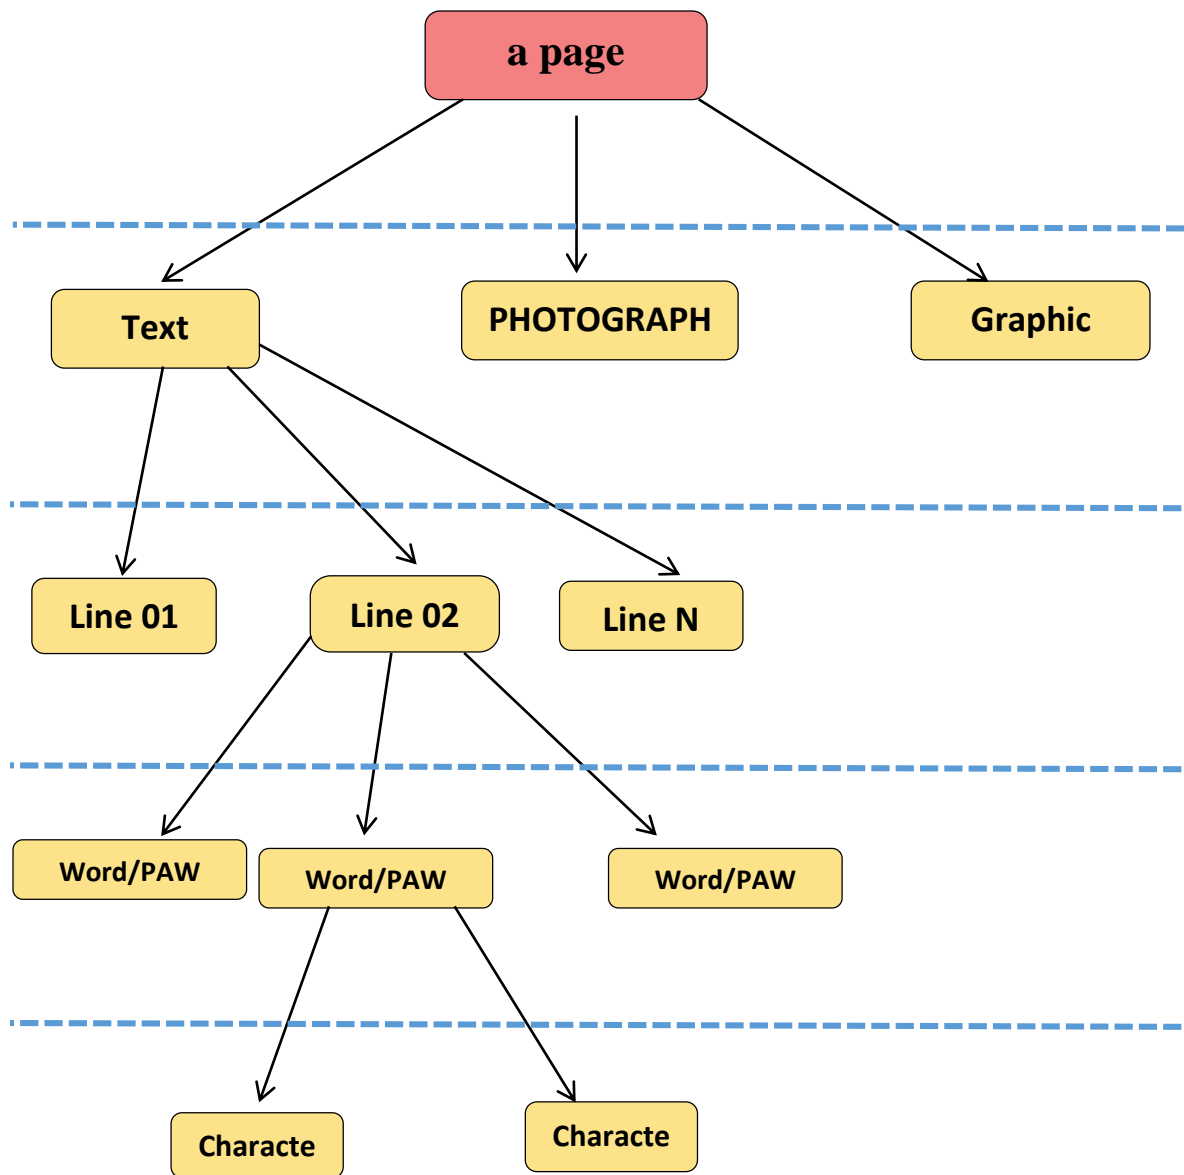 a page
Text
PHOTOGRAPH
Graphic
Line 01
Line 02
Line N
Word/PAW
Word/PAW
Word/PAW
Characte
Characte